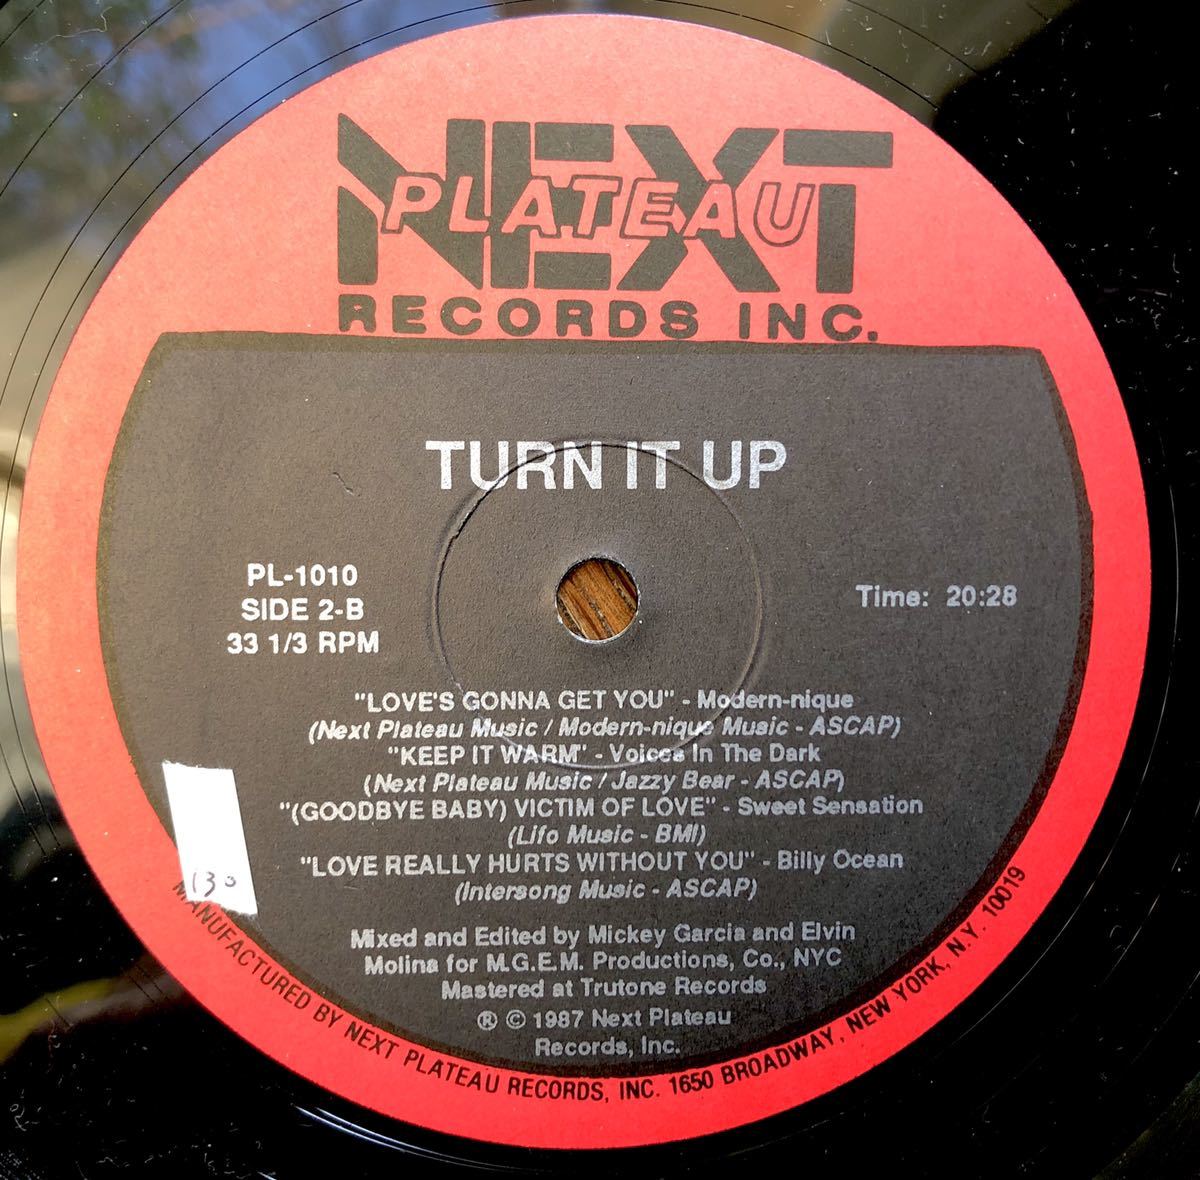 NEXT
PLATEAU
RECORDS INC.
TURN IT UP
PL-1010
SIDE 2-B
33 1/3 RPM
Time: 20:28
"LOVE'S GONNA GET YOU" - Modern-nique
(Next Plateau Music / Modern-nique Music - ASCAP)
"KEEP IT WARM" - Voices In The Dark
(Next Plateau Music / Jazzy Bear - ASCAP)
"(GOODBYE BABY) VICTIM OF LOVE" - Sweet Sensation
(Lifo Music - BMI)
"LOVE REALLY HURTS WITHOUT YOU" - Billy Ocean
(Intersong Music - ASCAP)
Mixed and Edited by Mickey Garcia and Elvin
Molina for M.G.E.M. Productions, Co., NYC
Mastered at Trutone Records
® © 1987 Next Plateau
Records, Inc.
MANUFACTURED BY NEXT PLATEAU RECORDS, INC. 1650 BROADWAY, NEW YORK, N.Y. 10019